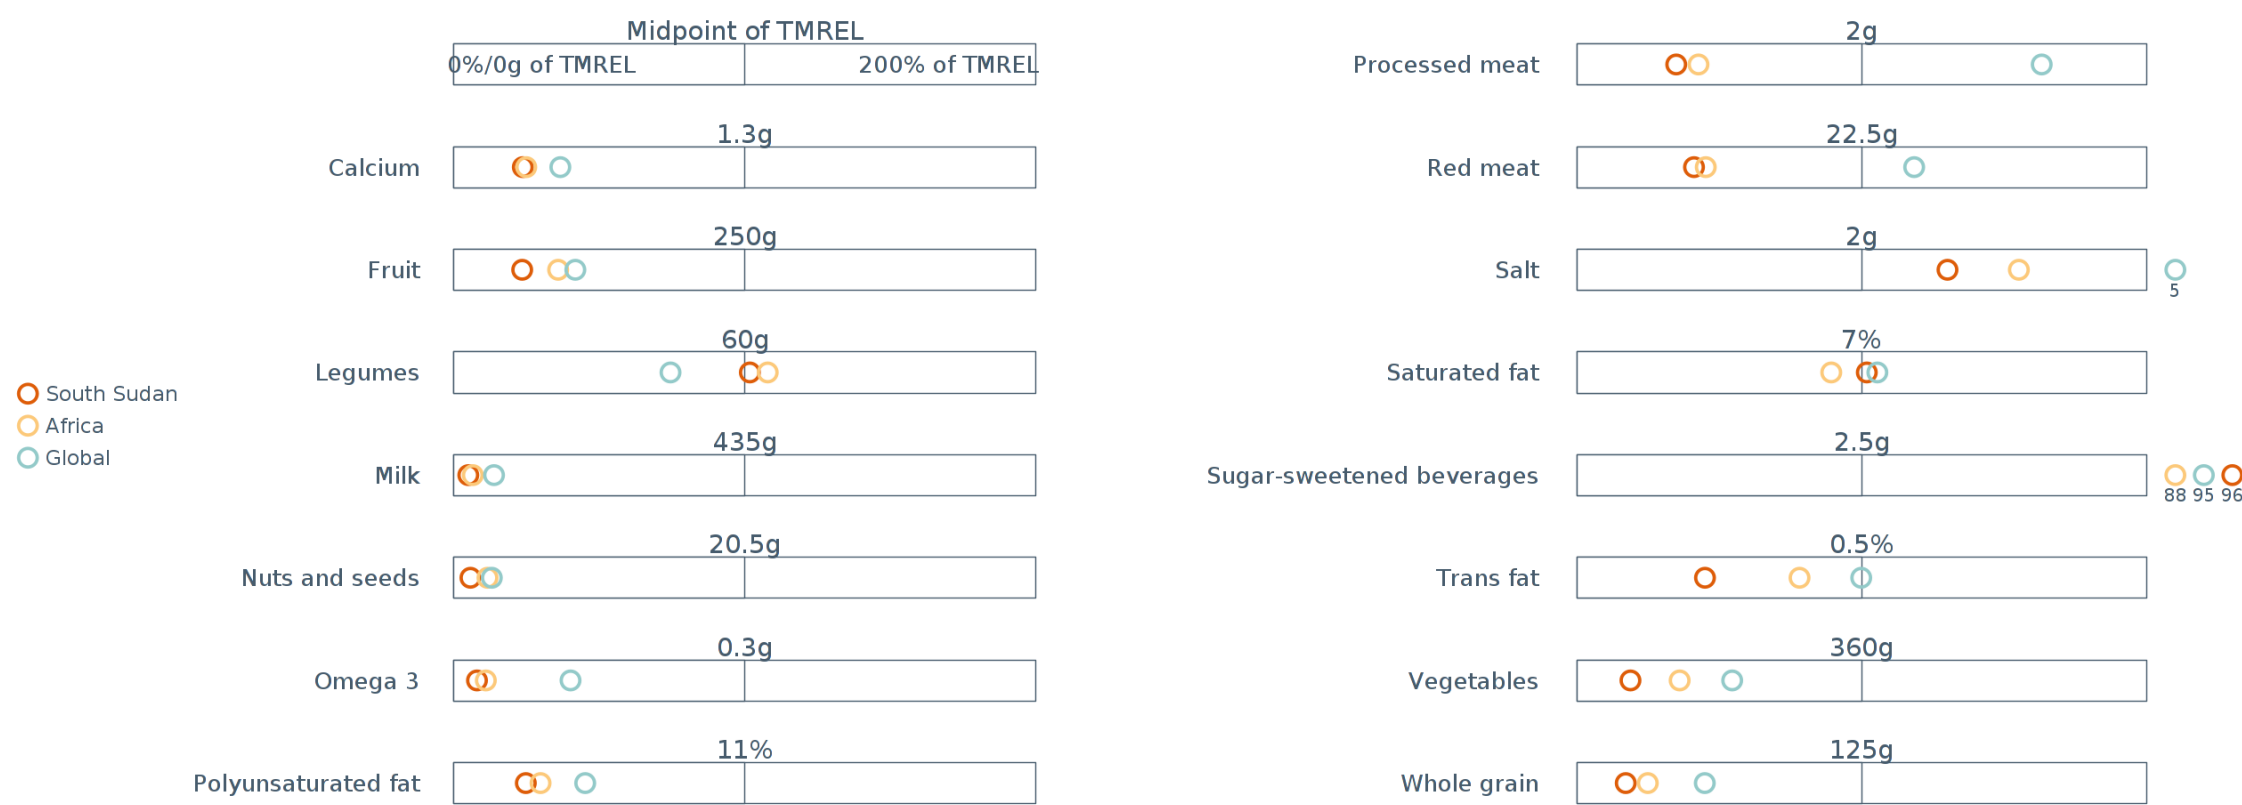 Midpoint of TMREL
0%/0g of TMREL
200% of TMREL
1.3g
Calcium
250g
Fruit
60g
Legumes
435g
Milk
20.5g
Nuts and seeds
0.3g
Omega 3
11%
Polyunsaturated fat
2g
Processed meat
22.5g
Red meat
2g
Salt
5
7%
Saturated fat
2.5g
Sugar-sweetened beverages
88 95 96
0.5%
Trans fat
360g
Vegetables
125g
Whole grain
South Sudan
Africa
Global